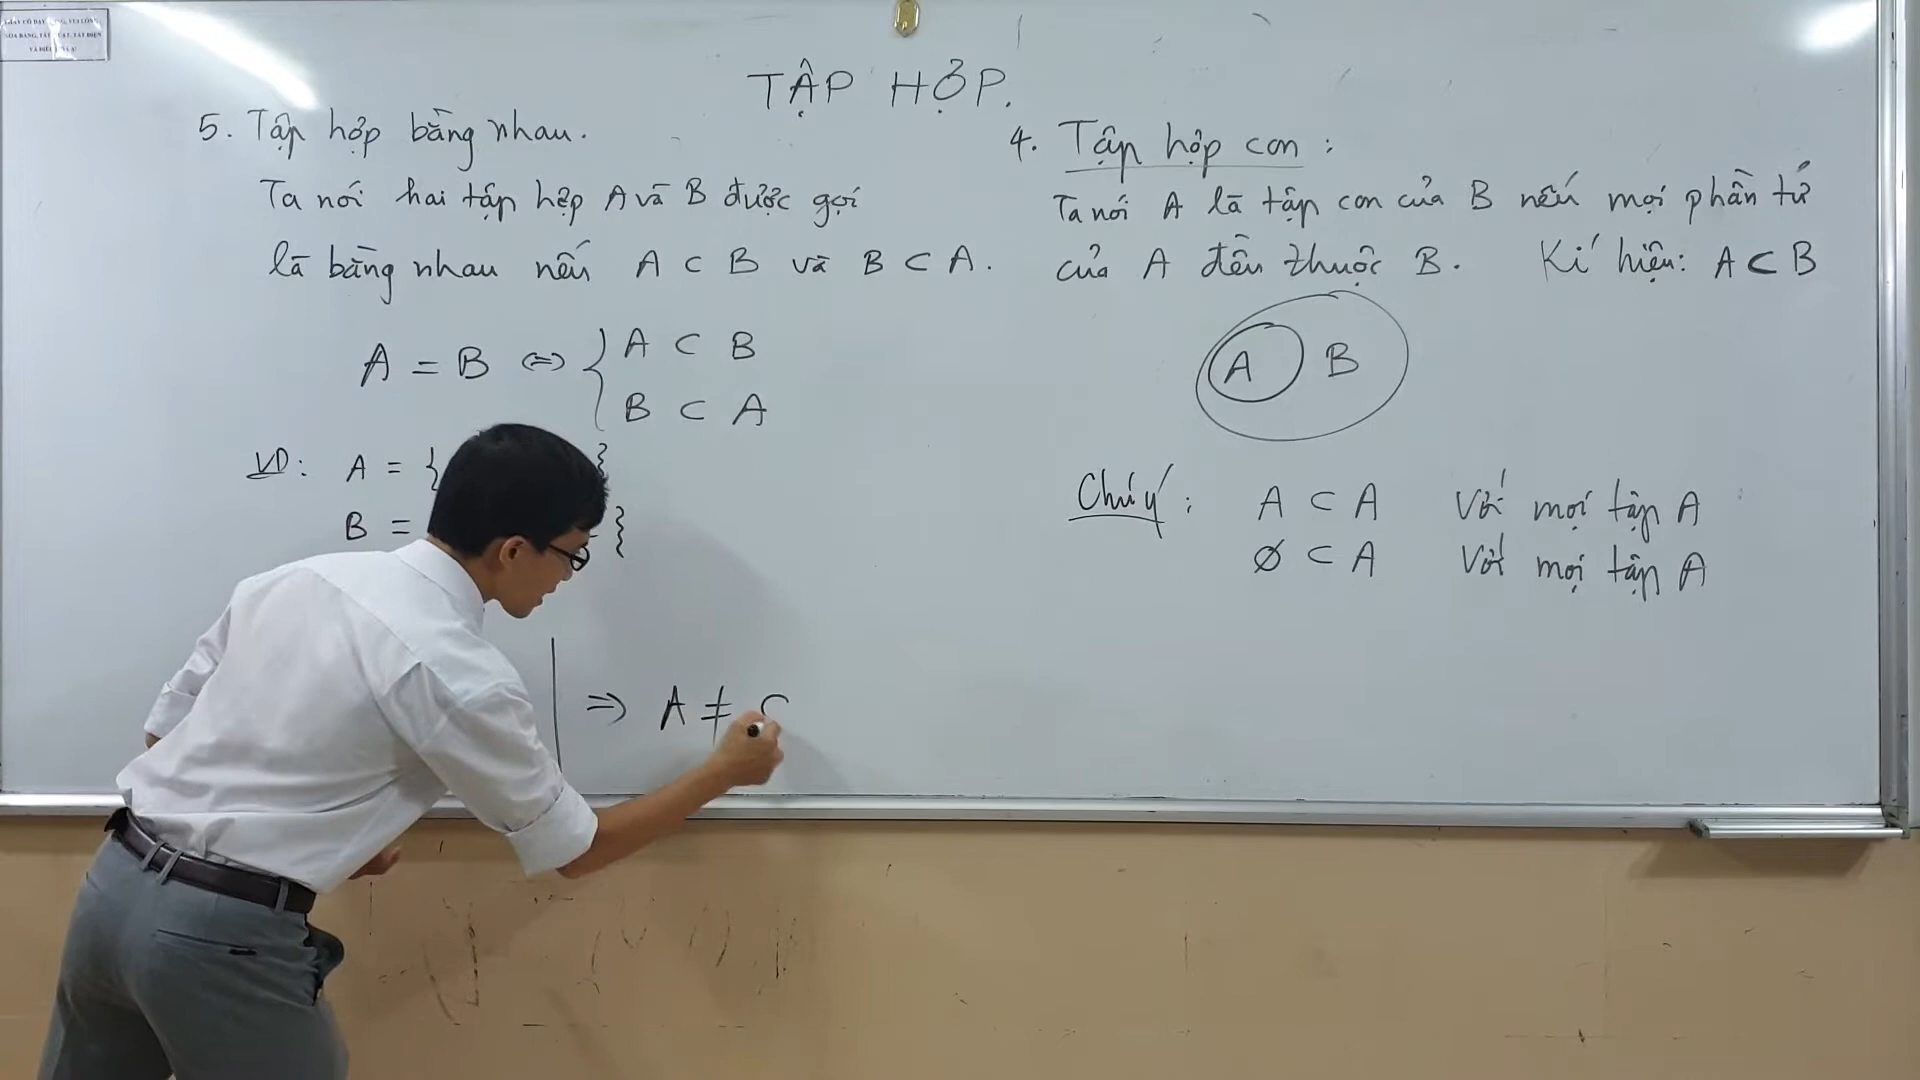 TẬP HỢP.
5. Tập hợp bằng nhau.
Ta nói hai tập hợp A và B được gọi
là bằng nhau nếu A ⊂ B và B ⊂ A.
A = B ⇔ { A ⊂ B
B ⊂ A
VD: A = { }
B = }
⇒ A ≠
4. Tập hợp con :
Ta nói A là tập con của B nếu mọi phần tử
của A đều thuộc B. Kí hiệu: A ⊂ B
A B
Chú ý : A ⊂ A Với mọi tập A
∅ ⊂ A Với mọi tập A